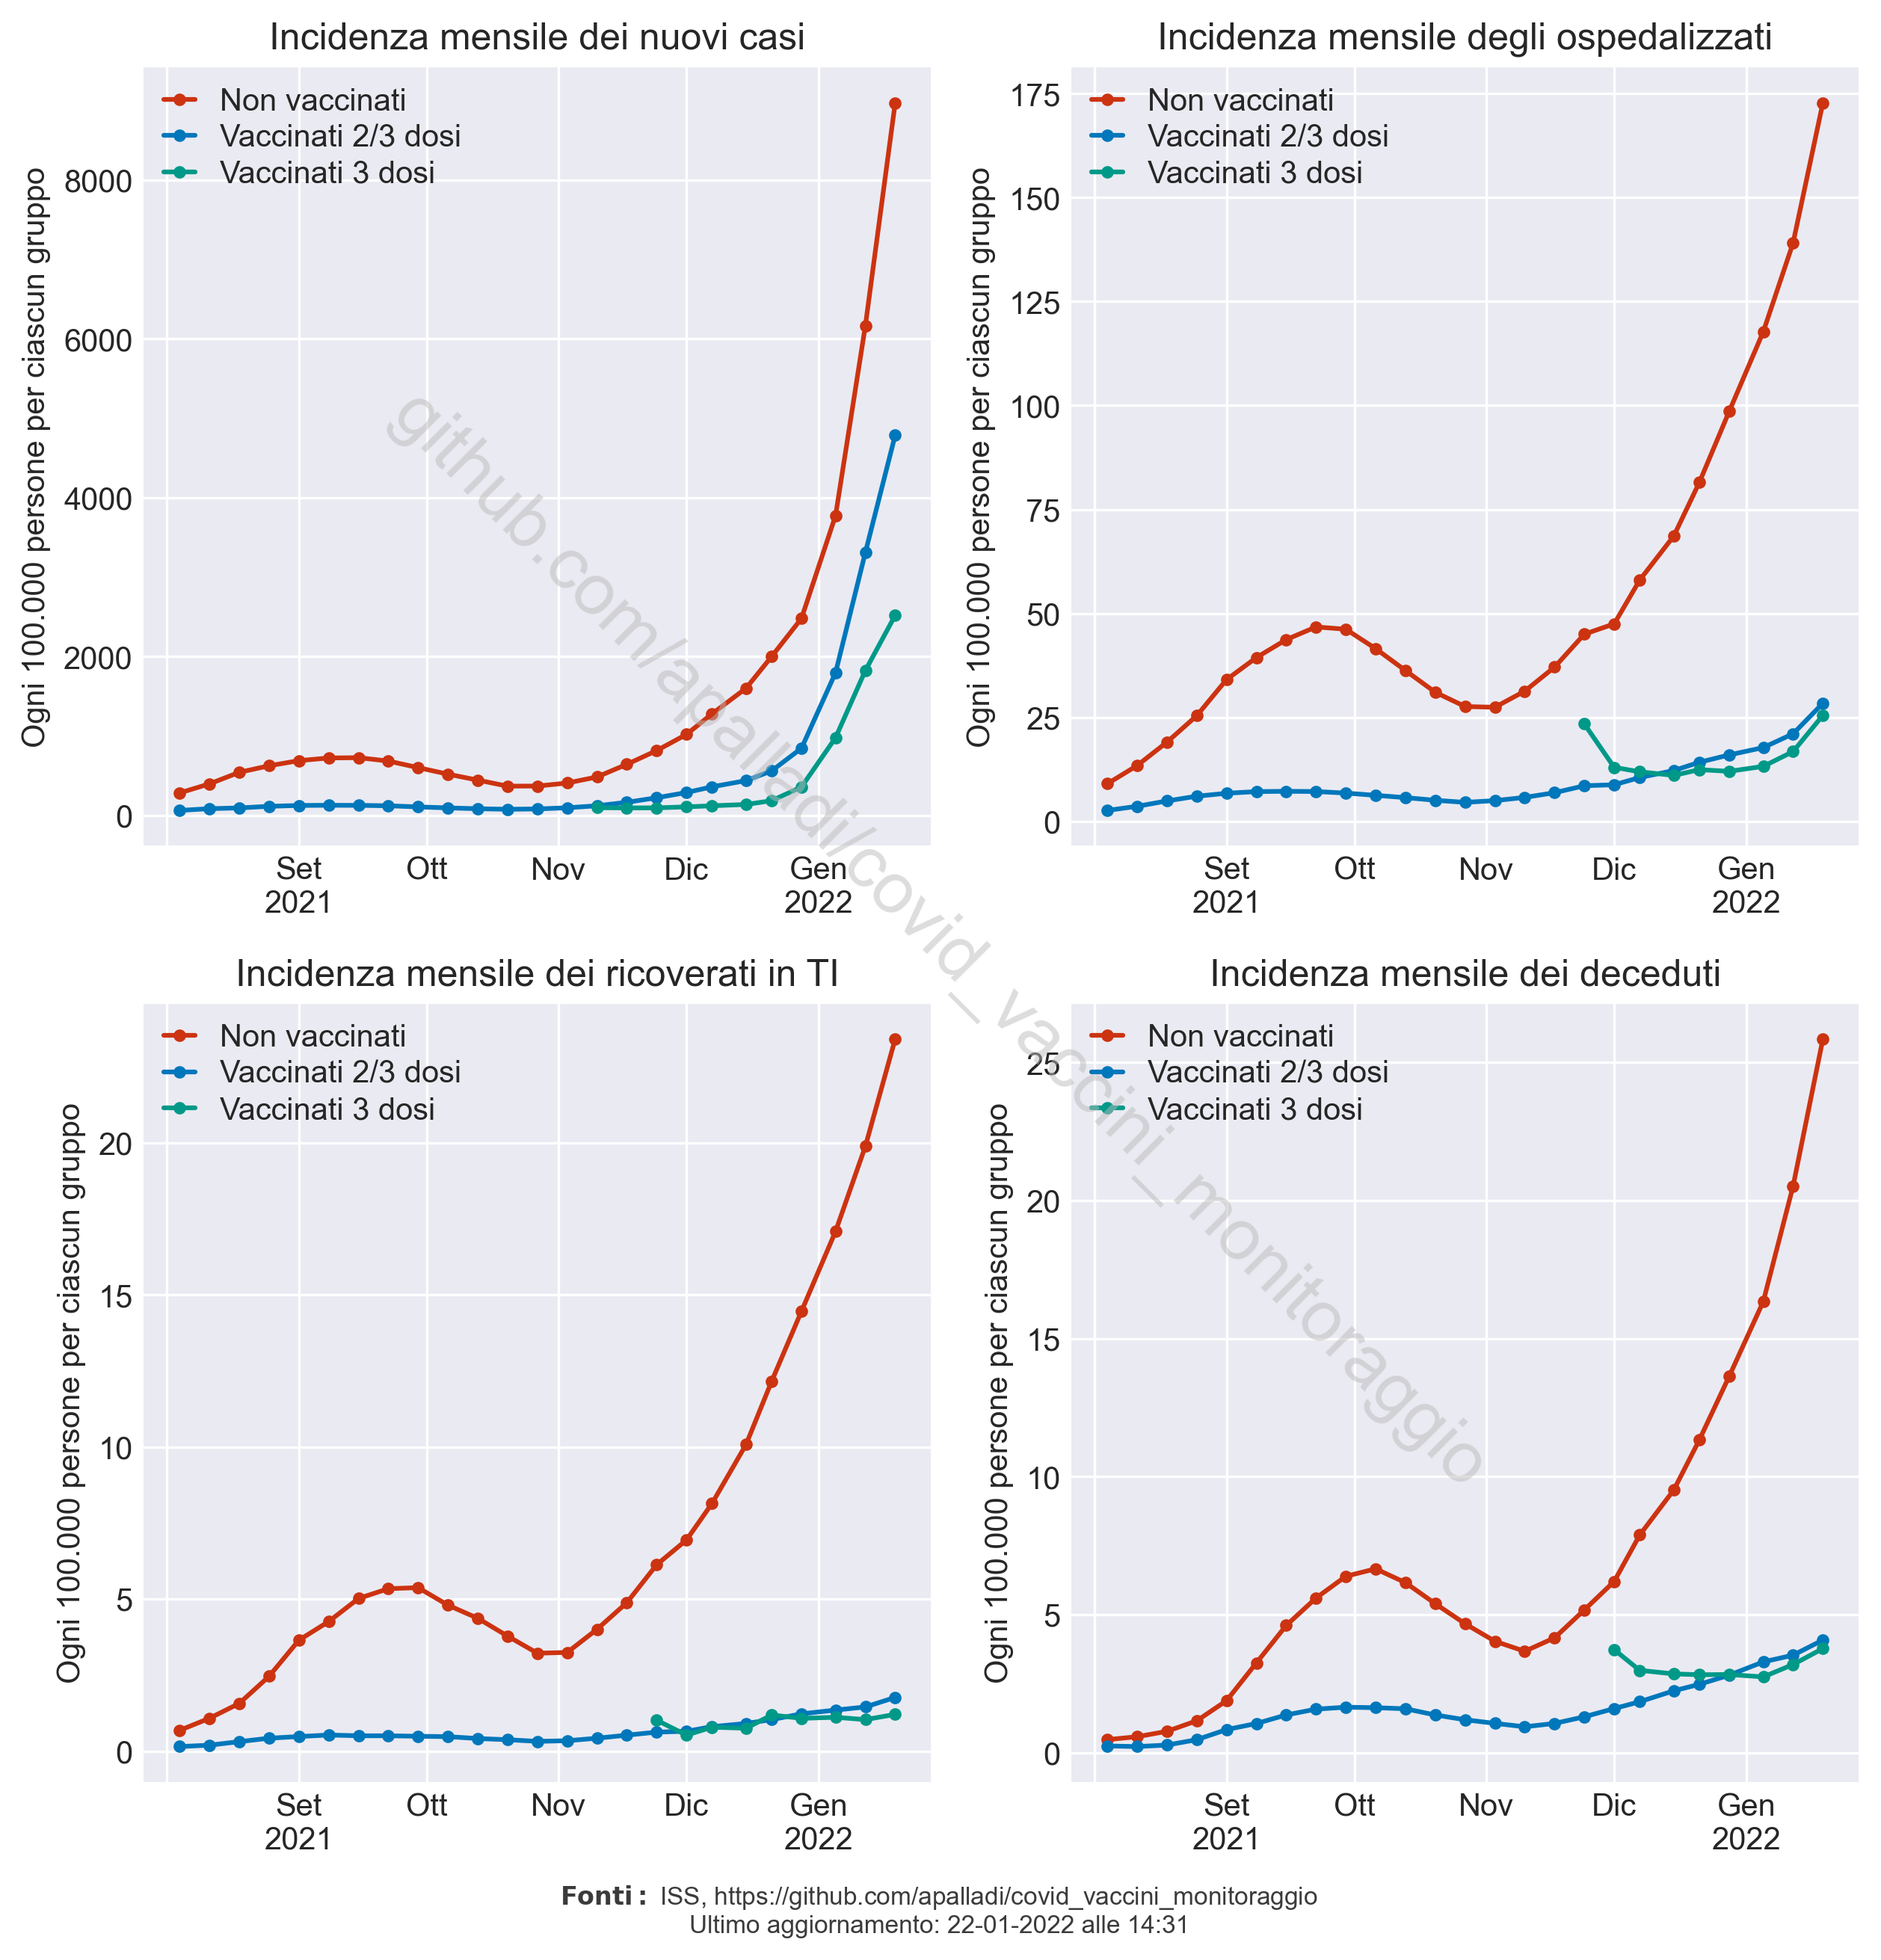 Incidenza mensile dei nuovi casi
Non vaccinati
Vaccinati 2/3 dosi
Vaccinati 3 dosi
Ogni 100.000 persone per ciascun gruppo
8000
6000
4000
2000
0
Set
2021
Ott
Nov
Dic
Gen
2022
Incidenza mensile degli ospedalizzati
Non vaccinati
Vaccinati 2/3 dosi
Vaccinati 3 dosi
Ogni 100.000 persone per ciascun gruppo
175
150
125
100
75
50
25
0
Set
2021
Ott
Nov
Dic
Gen
2022
Incidenza mensile dei ricoverati in TI
Non vaccinati
Vaccinati 2/3 dosi
Vaccinati 3 dosi
Ogni 100.000 persone per ciascun gruppo
20
15
10
5
0
Set
2021
Ott
Nov
Dic
Gen
2022
Incidenza mensile dei deceduti
Non vaccinati
Vaccinati 2/3 dosi
Vaccinati 3 dosi
Ogni 100.000 persone per ciascun gruppo
25
20
15
10
5
0
Set
2021
Ott
Nov
Dic
Gen
2022
github.com/apalladi/covid_vaccini_monitoraggio
Fonti: ISS, https://github.com/apalladi/covid_vaccini_monitoraggio
Ultimo aggiornamento: 22-01-2022 alle 14:31